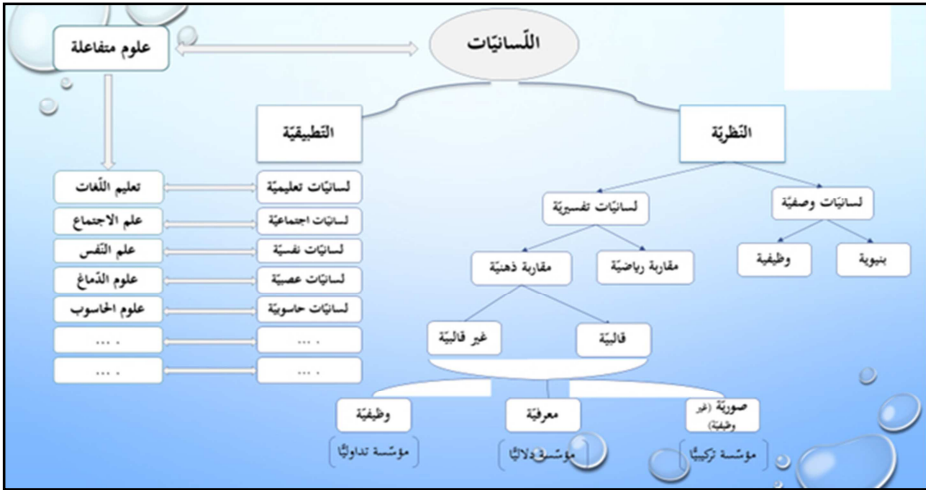 اللّسانيّات
علوم متفاعلة
النّظريّة
التّطبيقيّة
لسانيّات وصفيّة
لسانيّات تفسيريّة
بنيوية
وظيفية
مقاربة رياضيّة
مقاربة ذهنيّة
قالبيّة
غير قالبيّة
صوريّة (غير
وظيفيّة)
معرفيّة
وظيفيّة
مؤسّسة تركيبيًّا
مؤسّسة دلاليًّا
مؤسّسة تداوليًّا
لسانيّات تعليميّة
تعليم اللّغات
لسانيّات اجتماعيّة
علم الاجتماع
لسانيّات نفسيّة
علم النّفس
لسانيّات عصبيّة
علوم الدّماغ
لسانيّات حاسوبيّة
علوم الحاسوب
... .
... .
... .
... .